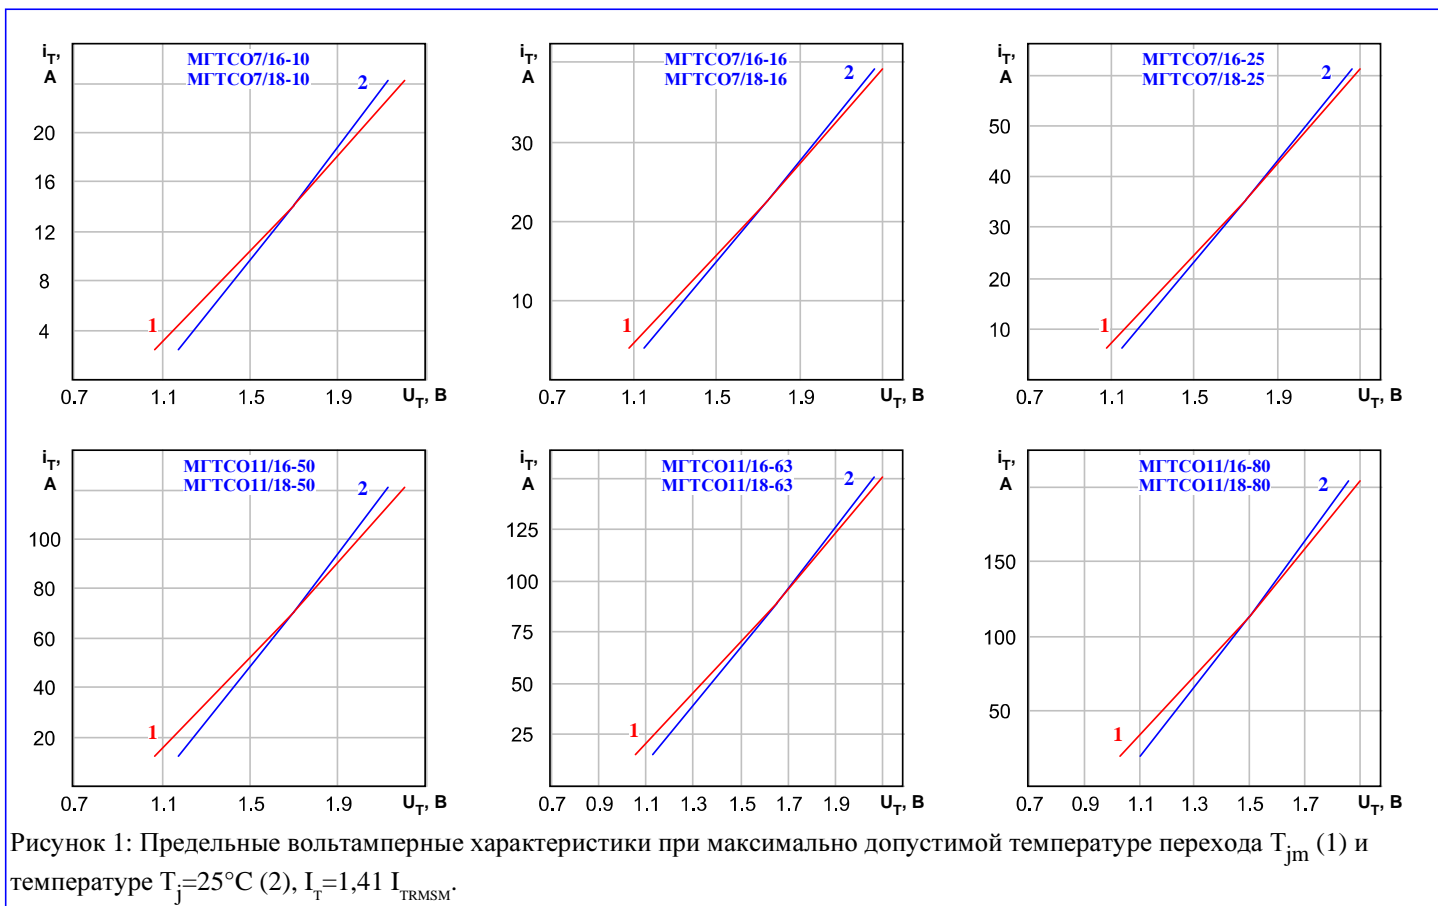 iT,
A
МГТСО7/16-10
МГТСО7/18-10
2
20
16
12
8
4
1
0.7 1.1 1.5 1.9 UT, В
iT,
A
МГТСО7/16-16
МГТСО7/18-16
2
30
20
10
1
0.7 1.1 1.5 1.9 UT, В
iT,
A
МГТСО7/16-25
МГТСО7/18-25
2
50
40
30
20
10
1
0.7 1.1 1.5 1.9 UT, В
iT,
A
МГТСО11/16-50
МГТСО11/18-50
2
100
80
60
40
20
1
0.7 1.1 1.5 1.9 UT, В
iT,
A
МГТСО11/16-63
МГТСО11/18-63
2
125
100
75
50
25
1
0.7 0.9 1.1 1.3 1.5 1.7 1.9 UT, В
iT,
A
МГТСО11/16-80
МГТСО11/18-80
2
150
100
50
1
0.7 0.9 1.1 1.3 1.5 1.7 UT, В
Рисунок 1: Предельные вольтамперные характеристики при максимально допустимой температуре перехода Tjm (1) и
температуре Tj=25°C (2), IT=1,41 ITRMSM.